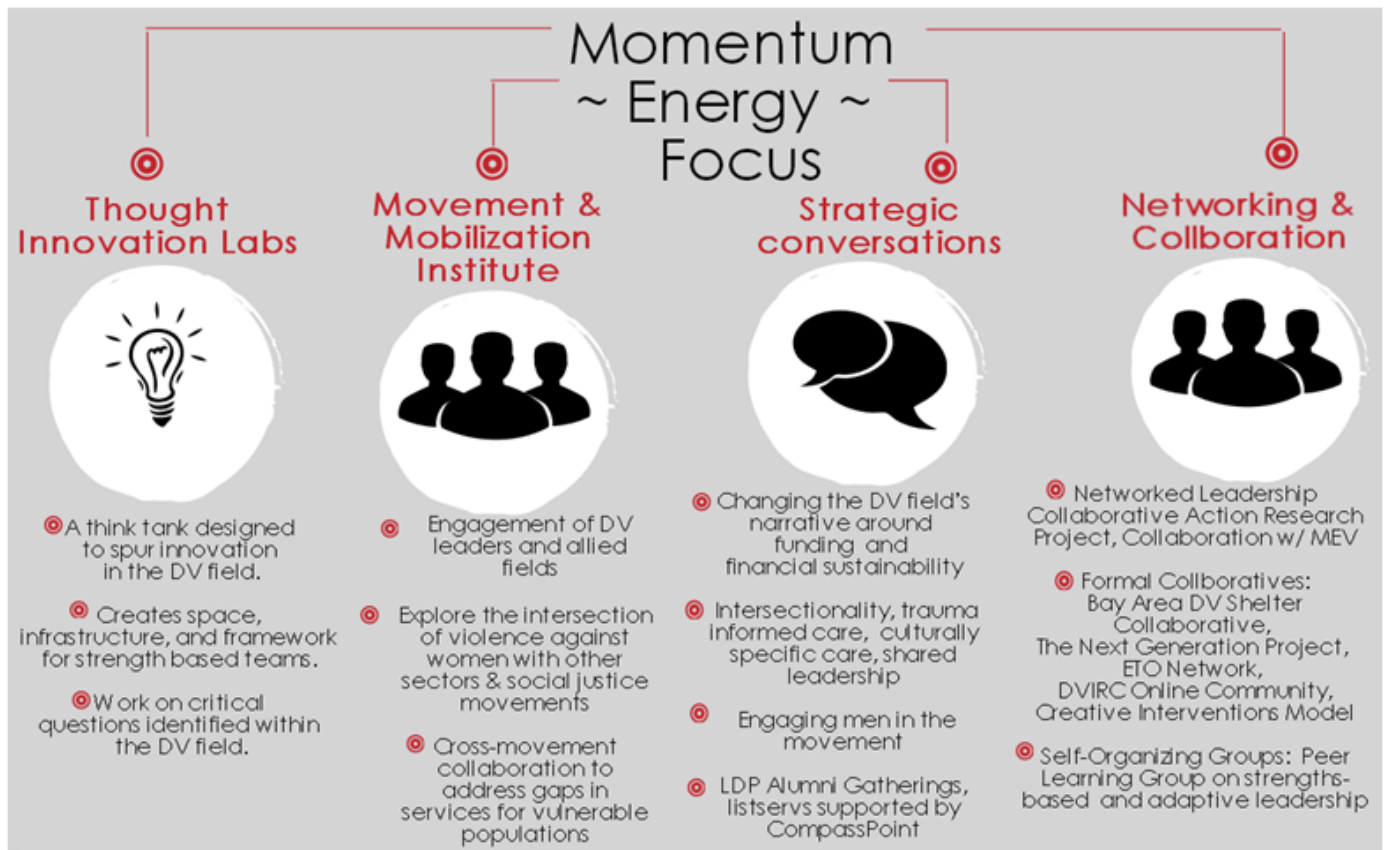 Momentum
~ Energy ~
Focus
Thought
Innovation Labs
A think tank designed
to spur innovation
in the DV field.
Creates space,
infrastructure, and framework
for strength based teams.
Work on critical
questions identified within
the DV field.
Movement &
Mobilization
Institute
Engagement of DV
leaders and allied
fields
Explore the intersection
of violence against
women with other
sectors & social justice
movements
Cross-movement
collaboration to
address gaps in
services for vulnerable
populations
Strategic
conversations
Changing the DV field's
narrative around
funding and
financial sustainability
Intersectionality, trauma
informed care, culturally
specific care, shared
leadership
Engaging men in the
movement
LDP Alumni Gatherings,
listservs supported by
CompassPoint
Networking &
Collboration
Networked Leadership
Collaborative Action Research
Project, Collaboration w/ MEV
Formal Collboratives:
Bay Area DV Shelter
Collaborative,
The Next Generation Project,
ETO Network,
DVIRC Online Community,
Creative Interventions Model
Self-Organizing Groups: Peer
Learning Group on strengths-
based and adaptive leadership